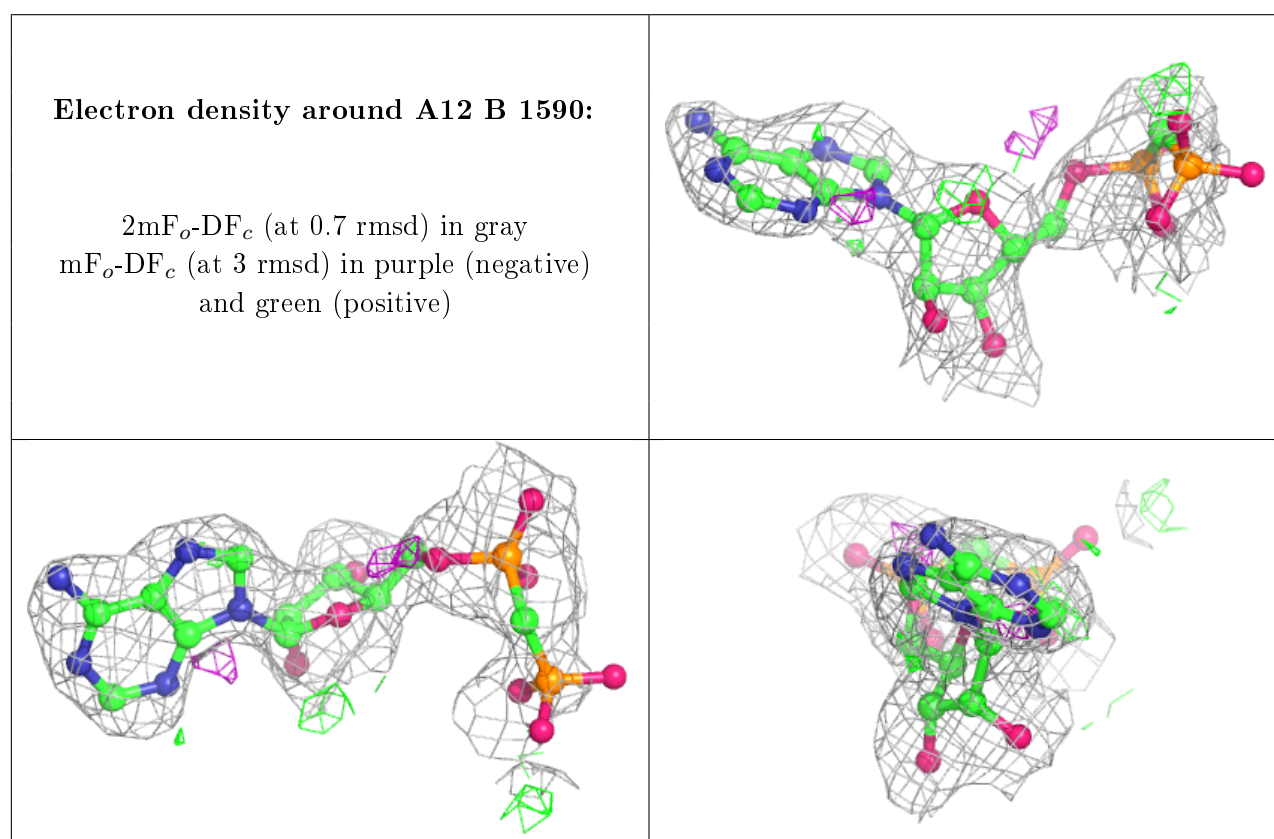 Electron density around A12 B 1590:
2mFo-DFc (at 0.7 rmsd) in gray
mFo-DFc (at 3 rmsd) in purple (negative)
and green (positive)